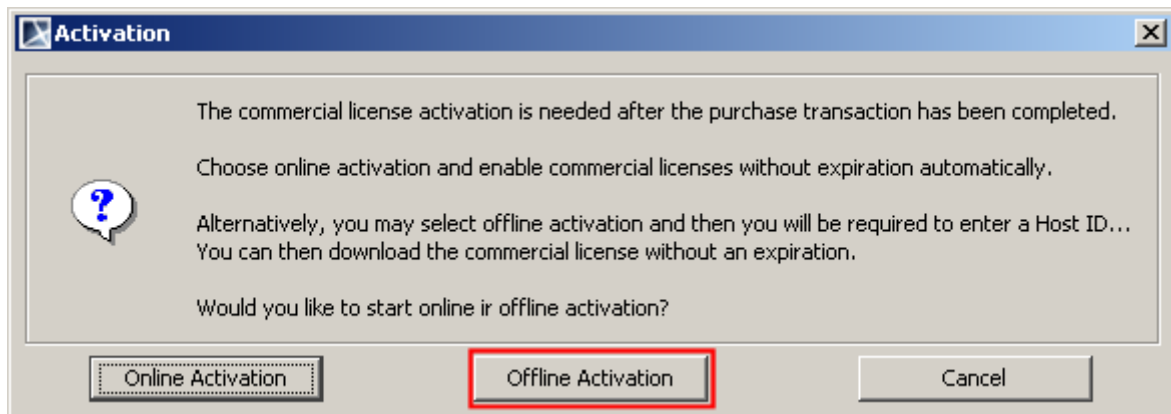 Activation
The commercial license activation is needed after the purchase transaction has been completed.
Choose online activation and enable commercial licenses without expiration automatically.
Alternatively, you may select offline activation and then you will be required to enter a Host ID...
You can then download the commercial license without an expiration.
Would you like to start online ir offline activation?
Online Activation
Offline Activation
Cancel